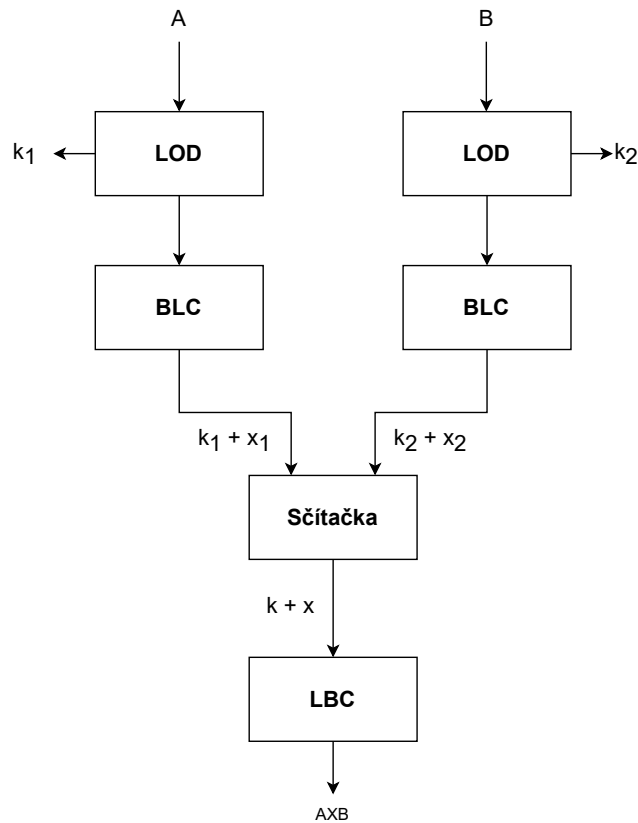 A B
k1 LOD LOD k2
BLC BLC
k1 + x1 k2 + x2
Sčítačka
k + x
LBC
AXB